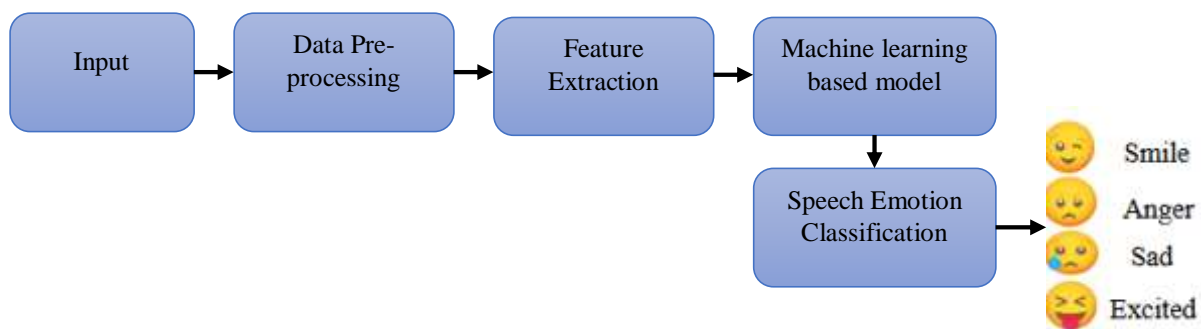 Input
Data Pre-
processing
Feature
Extraction
Machine learning
based model
Speech Emotion
Classification
Smile
Anger
Sad
Excited